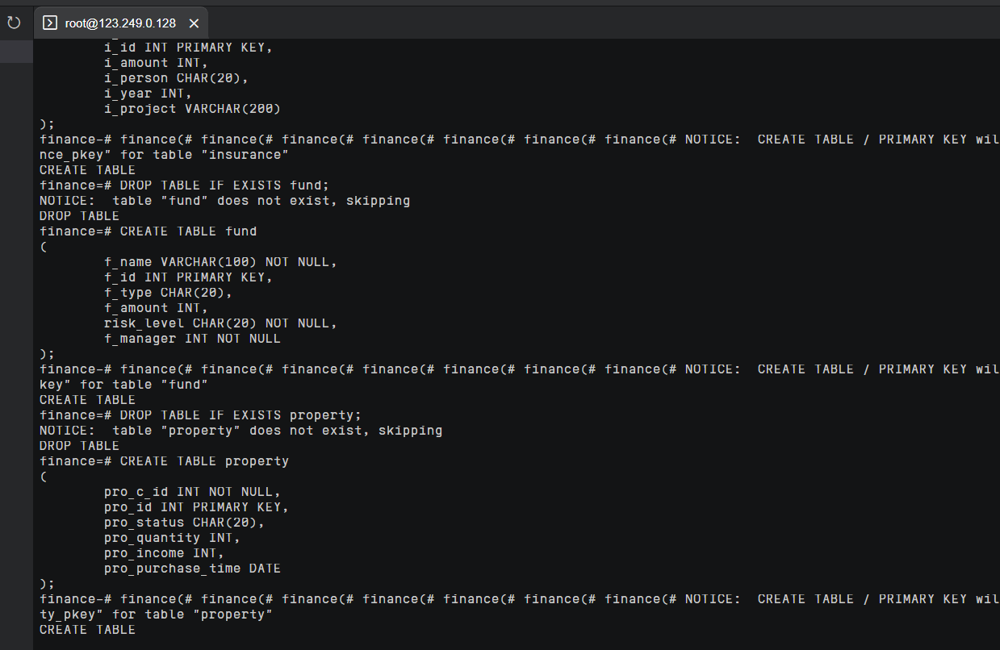 root@123.249.0.128
i_id INT PRIMARY KEY,
i_amount INT,
i_person CHAR(20),
i_year INT,
i_project VARCHAR(200)
);
finance-# finance(# finance(# finance(# finance(# finance(# finance(# finance(# NOTICE:  CREATE TABLE / PRIMARY KEY wil
nce_pkey" for table "insurance"
CREATE TABLE
finance=# DROP TABLE IF EXISTS fund;
NOTICE:  table "fund" does not exist, skipping
DROP TABLE
finance=# CREATE TABLE fund
(
f_name VARCHAR(100) NOT NULL,
f_id INT PRIMARY KEY,
f_type CHAR(20),
f_amount INT,
risk_level CHAR(20) NOT NULL,
f_manager INT NOT NULL
);
finance-# finance(# finance(# finance(# finance(# finance(# finance(# finance(# NOTICE:  CREATE TABLE / PRIMARY KEY wil
key" for table "fund"
CREATE TABLE
finance=# DROP TABLE IF EXISTS property;
NOTICE:  table "property" does not exist, skipping
DROP TABLE
finance=# CREATE TABLE property
(
pro_c_id INT NOT NULL,
pro_id INT PRIMARY KEY,
pro_status CHAR(20),
pro_quantity INT,
pro_income INT,
pro_purchase_time DATE
);
finance-# finance(# finance(# finance(# finance(# finance(# finance(# finance(# NOTICE:  CREATE TABLE / PRIMARY KEY wil
ty_pkey" for table "property"
CREATE TABLE